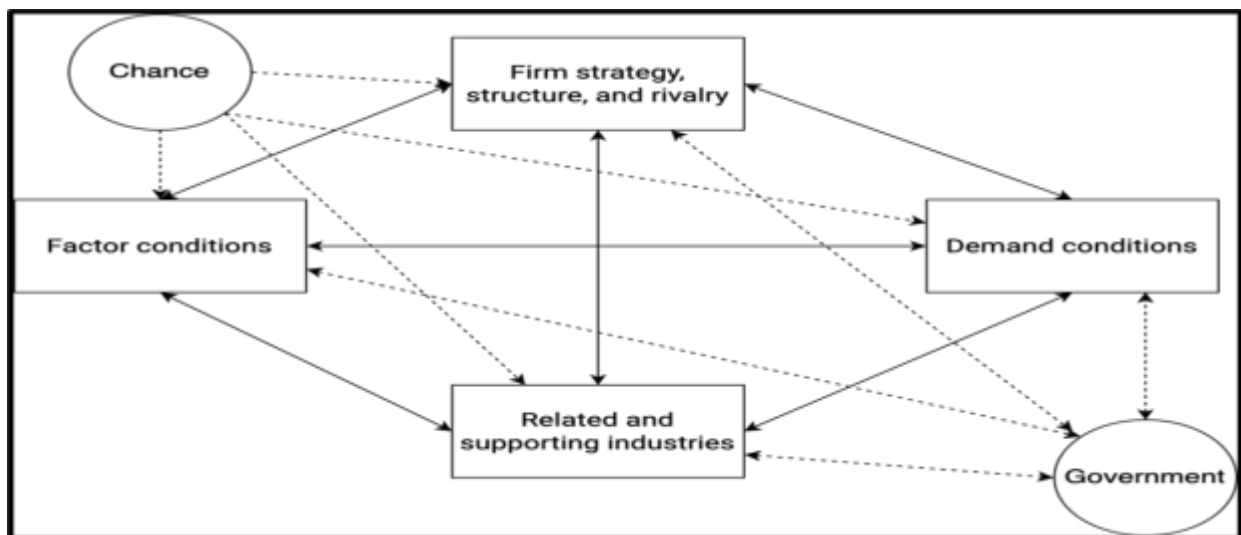 Chance
Firm strategy,
structure, and rivalry
Factor conditions
Demand conditions
Related and
supporting industries
Government